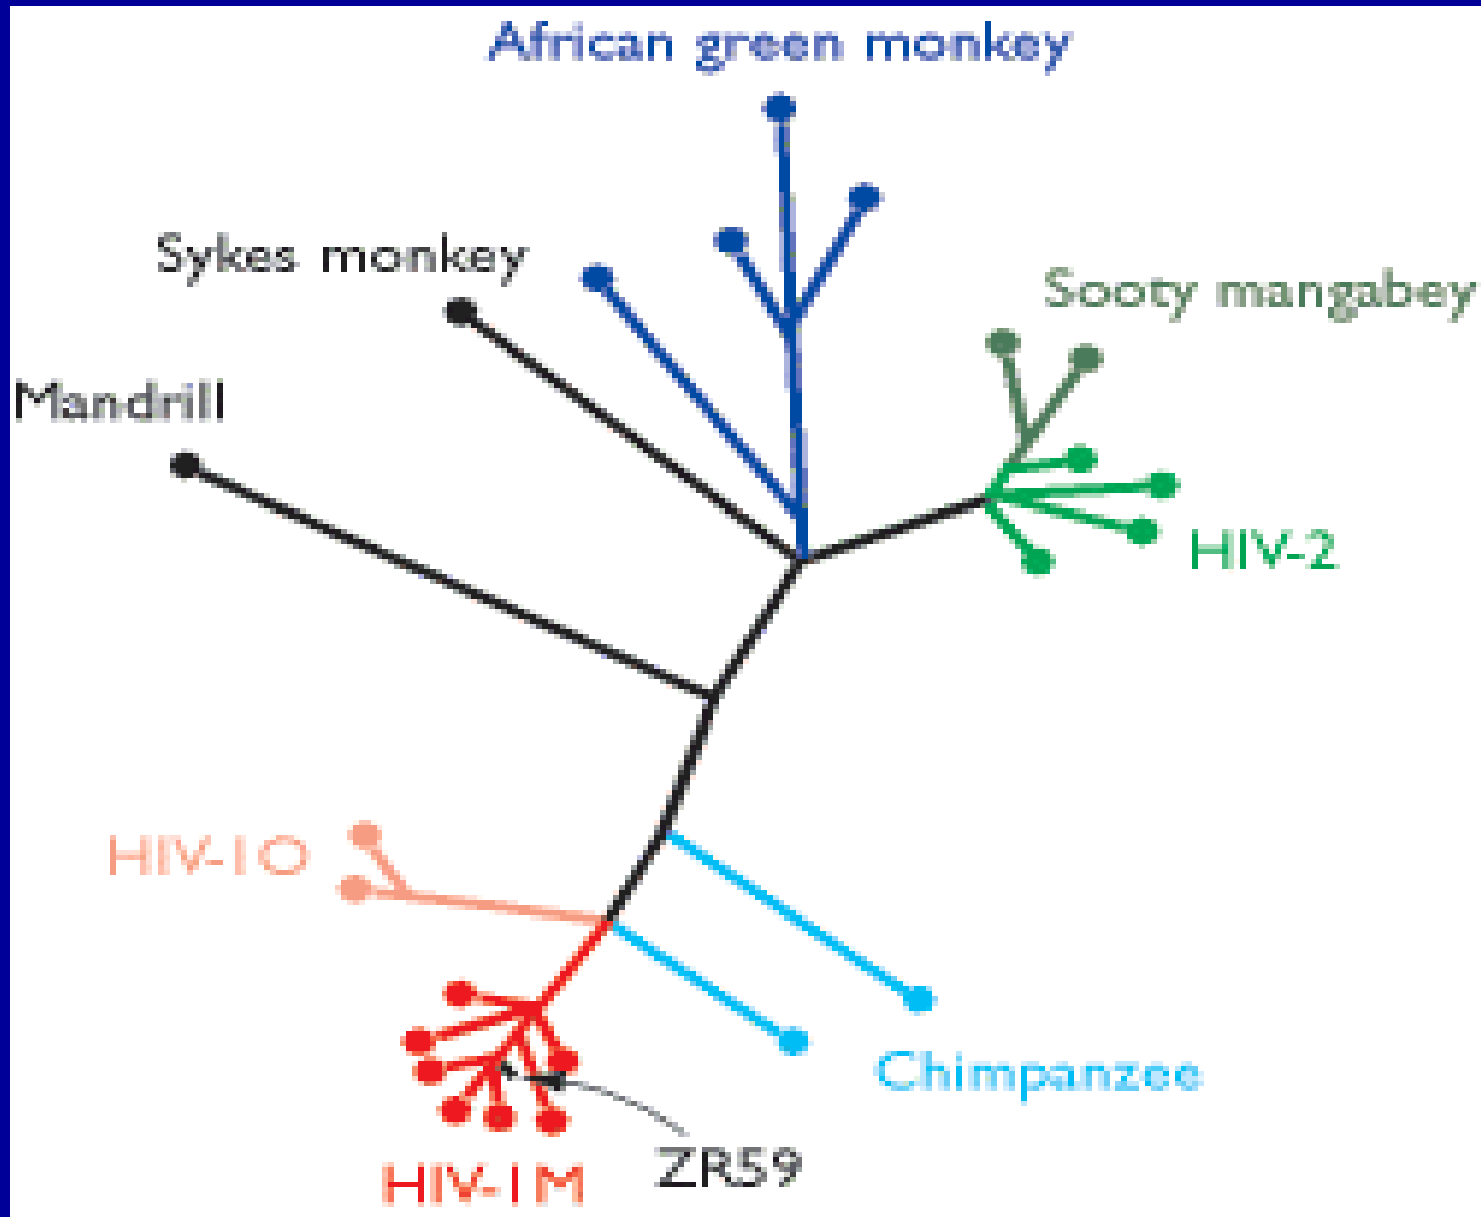 African green monkey
Sykes monkey
Sooty mangabey
Mandrill
HIV-2
HIV-1O
Chimpanzee
ZR59
HIV-1M